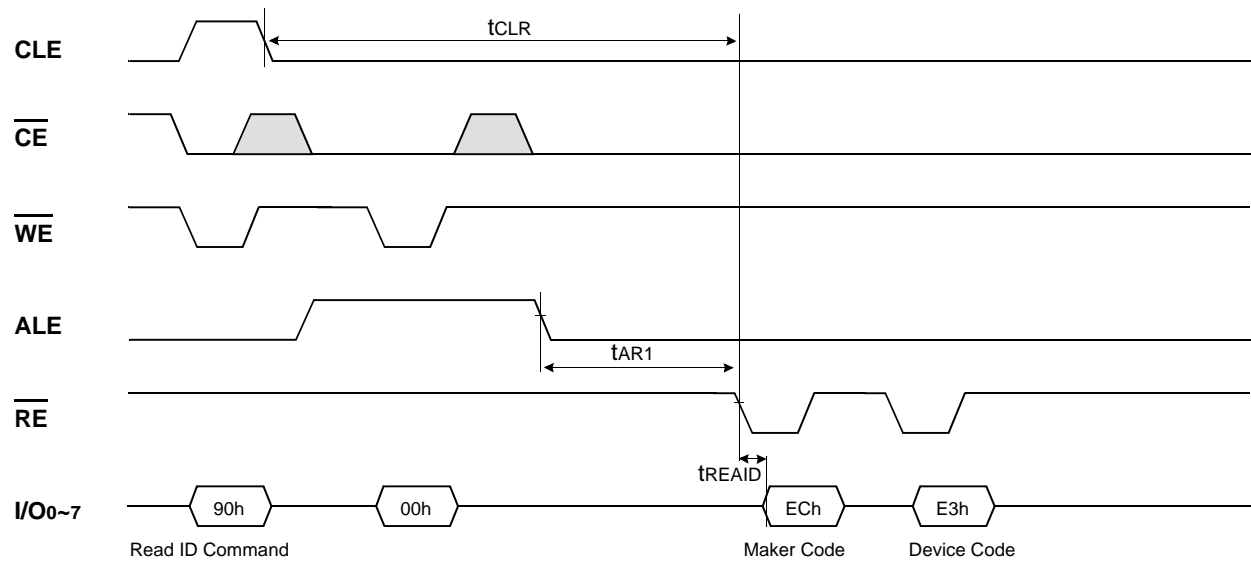 CLE
tCLR
CE
WE
ALE
tAR1
RE
tREAID
I/O0~7
90h
00h
ECh
E3h
Read ID Command
Maker Code
Device Code